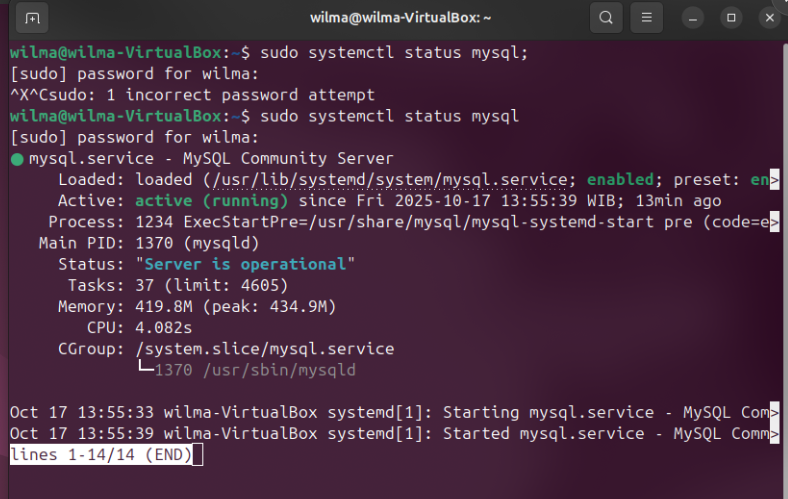 wilma@wilma-VirtualBox: ~
wilma@wilma-VirtualBox:~$ sudo systemctl status mysql;
[sudo] password for wilma:
^X^Csudo: 1 incorrect password attempt
wilma@wilma-VirtualBox:~$ sudo systemctl status mysql
[sudo] password for wilma:
● mysql.service - MySQL Community Server
     Loaded: loaded (/usr/lib/systemd/system/mysql.service; enabled; preset: en>
     Active: active (running) since Fri 2025-10-17 13:55:39 WIB; 13min ago
    Process: 1234 ExecStartPre=/usr/share/mysql/mysql-systemd-start pre (code=e>
   Main PID: 1370 (mysqld)
     Status: "Server is operational"
      Tasks: 37 (limit: 4605)
     Memory: 419.8M (peak: 434.9M)
        CPU: 4.082s
     CGroup: /system.slice/mysql.service
             └─1370 /usr/sbin/mysqld
Oct 17 13:55:33 wilma-VirtualBox systemd[1]: Starting mysql.service - MySQL Com>
Oct 17 13:55:39 wilma-VirtualBox systemd[1]: Started mysql.service - MySQL Comm>
lines 1-14/14 (END)